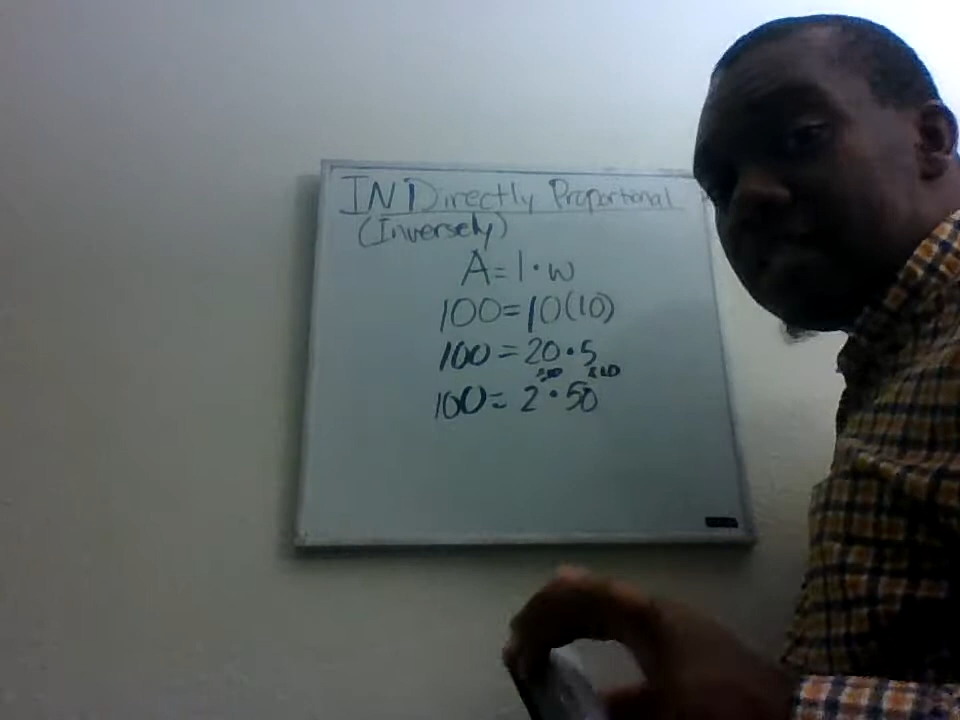 INDirectly Proportional
(Inversely)
A=l·w
100=10(10)
100=20·5
100=2·50